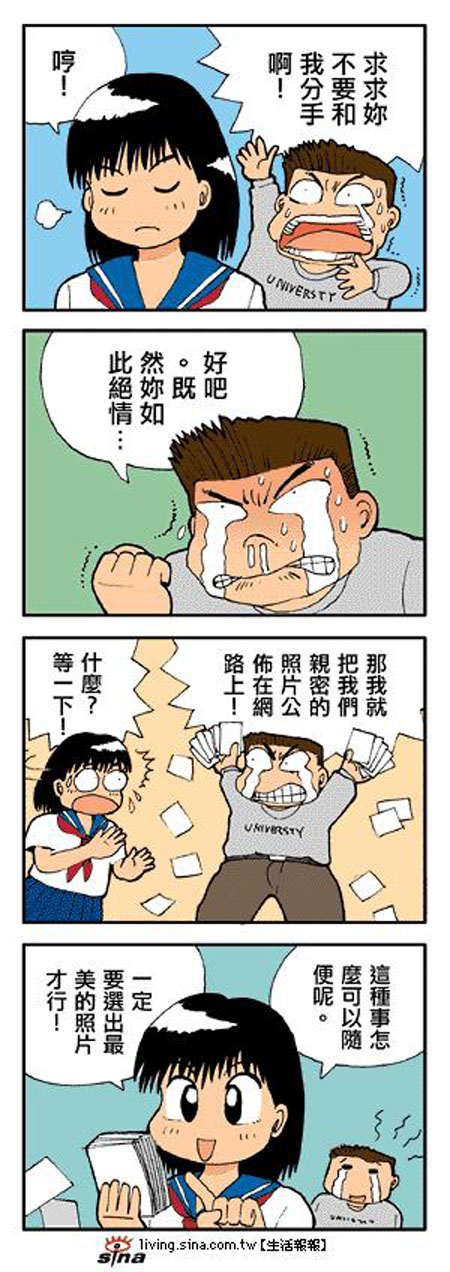 求求妳
不要和
我分手
啊！
哼！
UNIVERSTY
好吧
。既
然妳如
此絕情…
那我就
把我們
親密的
照片公
佈在網
路上！
什麼？
等一下！
UNIVERSTY
這種事怎
麼可以隨
便呢。
一定
要選出最
美的照片
才行！
UNIVERSTY
sina
living.sina.com.tw【生活報報】